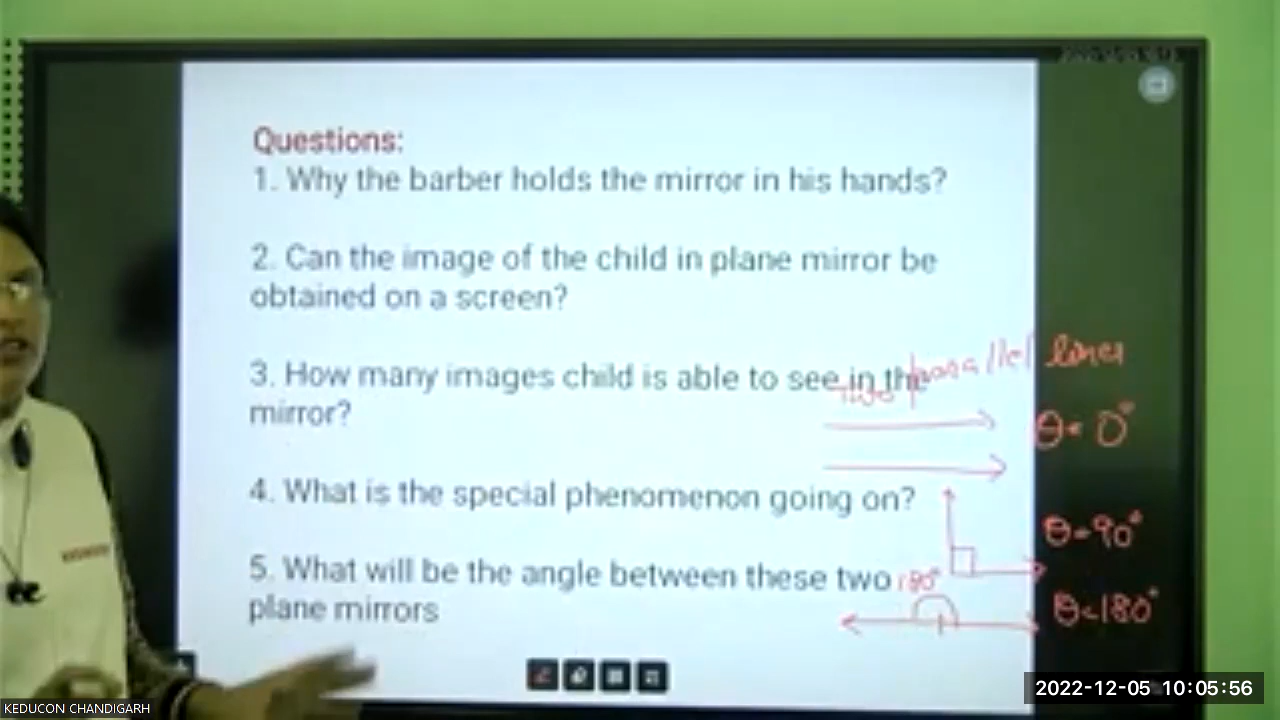 Questions:
1. Why the barber holds the mirror in his hands?
2. Can the image of the child in plane mirror be
obtained on a screen?
3. How many images child is able to see in the
mirror?
parallel lines
θ = 0°
4. What is the special phenomenon going on?
θ = 90°
5. What will be the angle between these two
180°
plane mirrors
θ = 180°
KEDUCON CHANDIGARH
2022-12-05 10:05:56